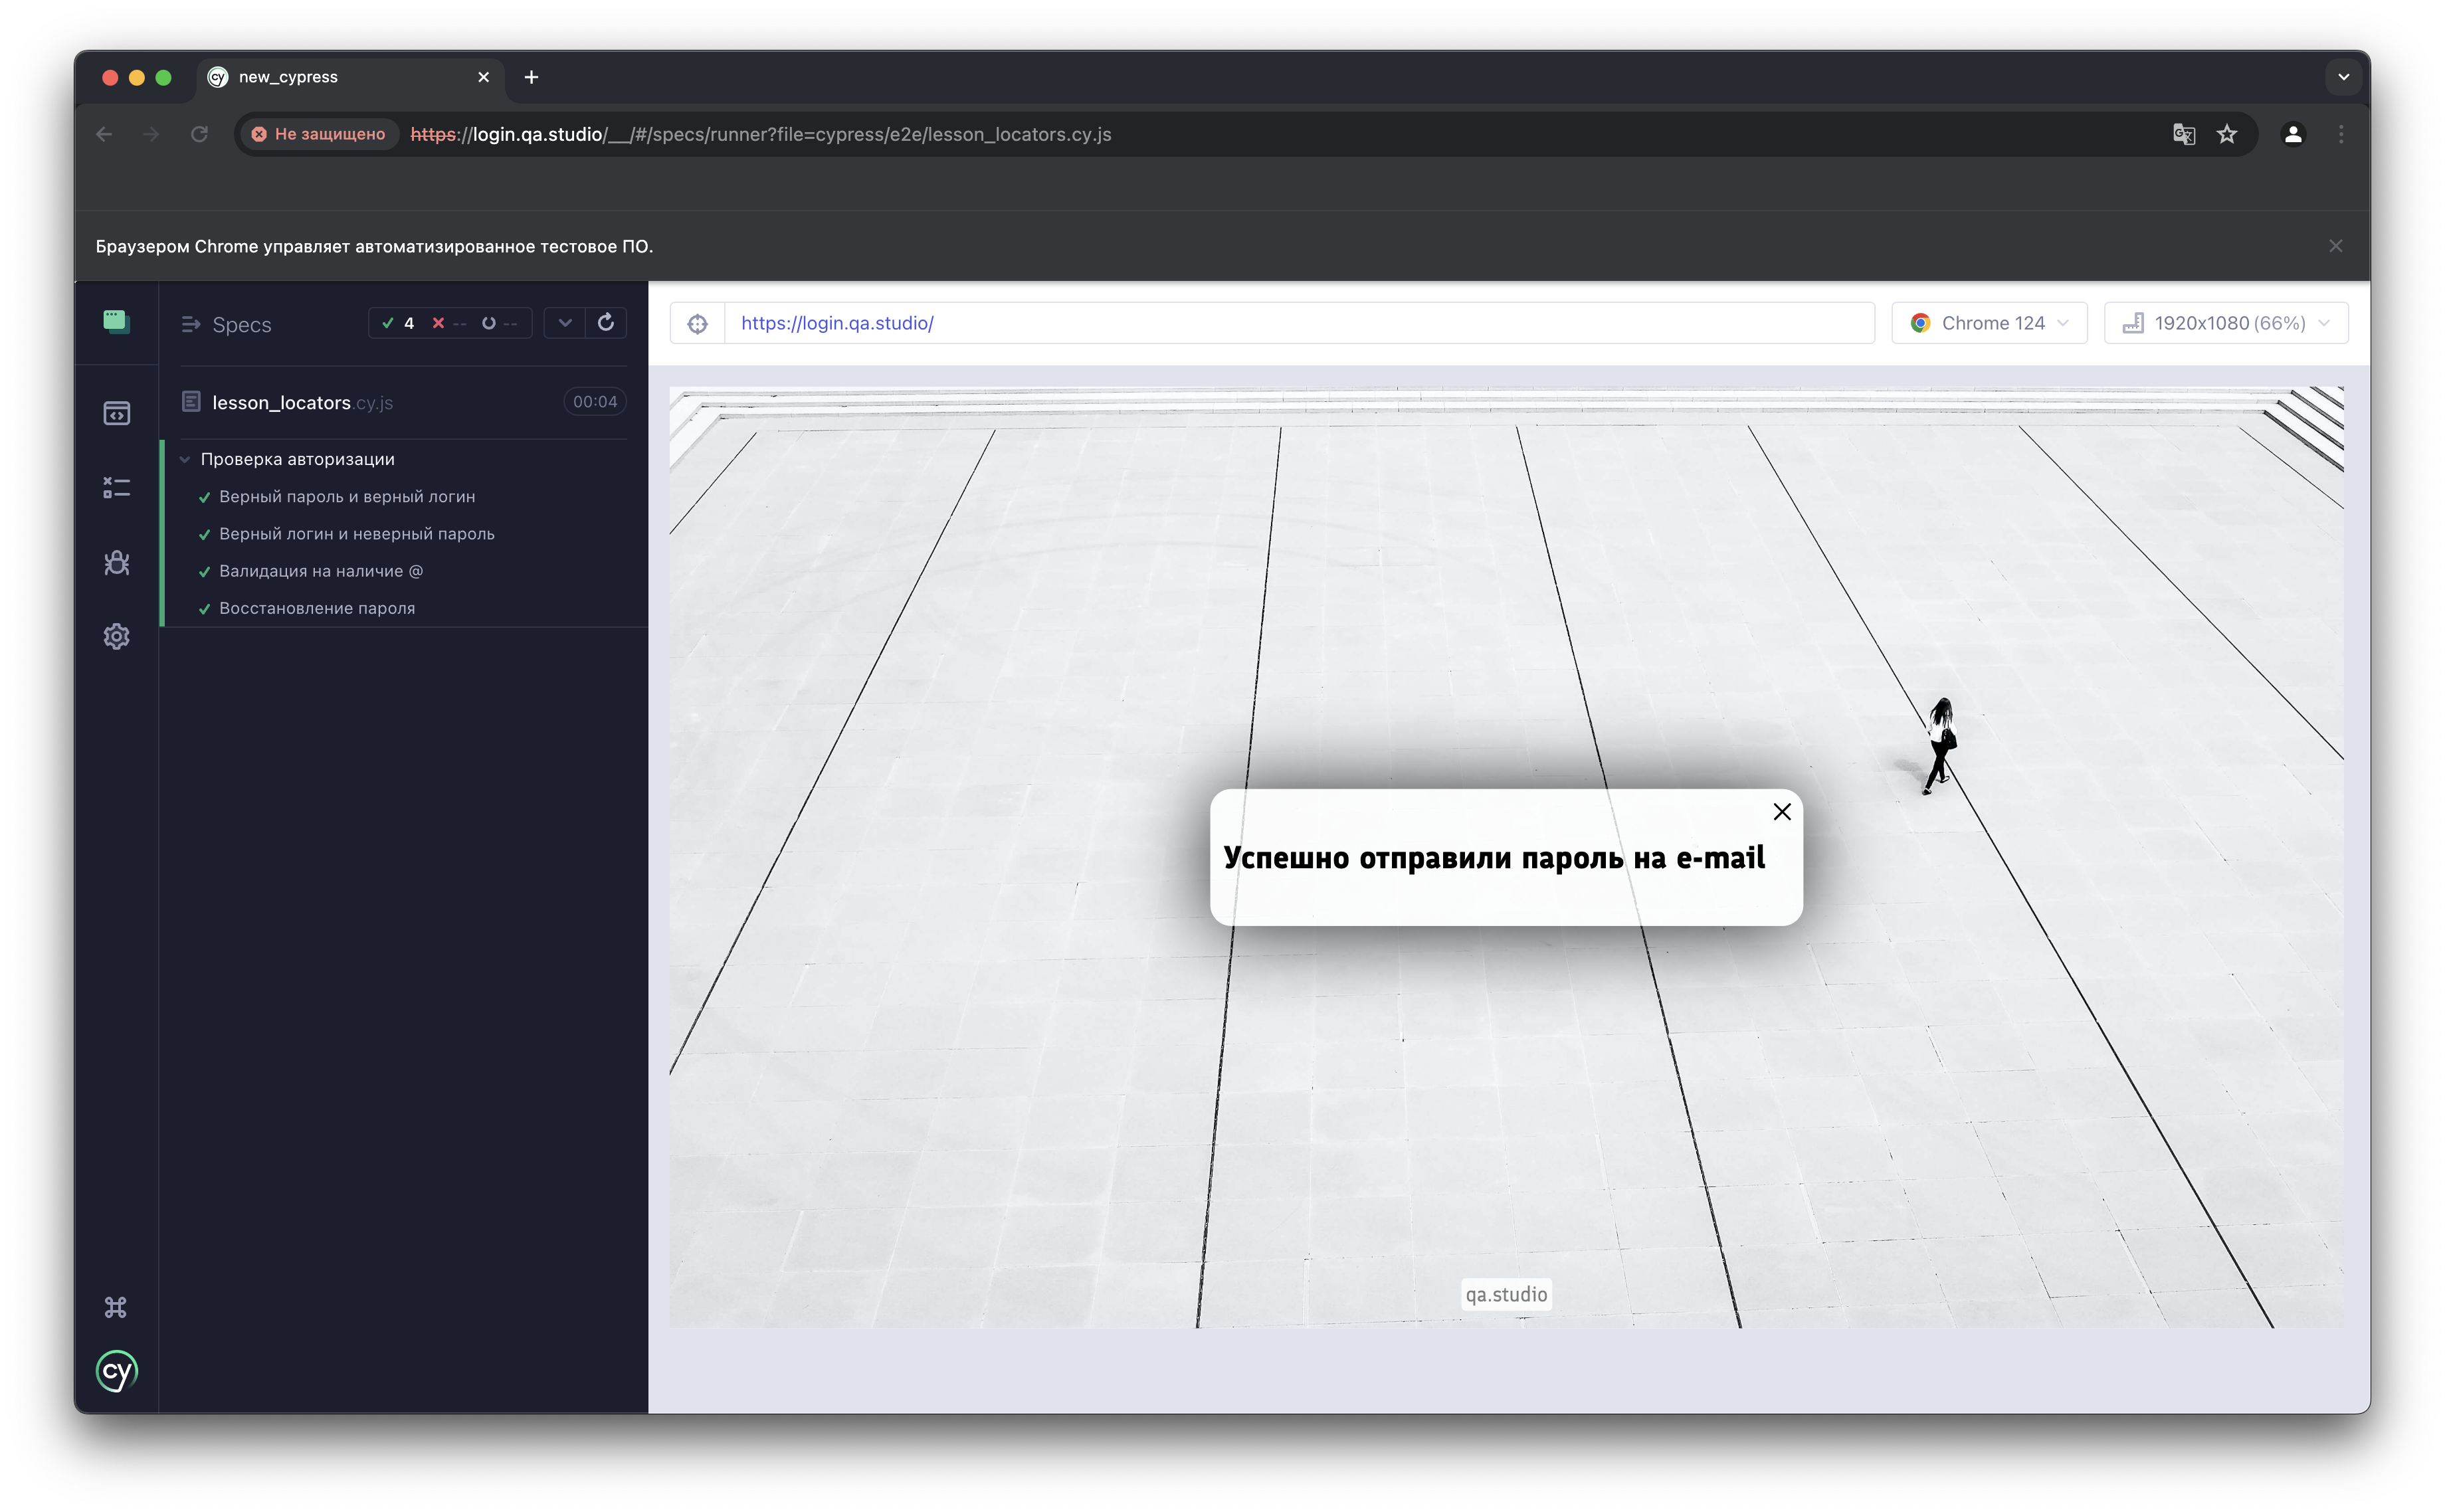 new_cypress
Не защищено https://login.qa.studio/__/#/specs/runner?file=cypress/e2e/lesson_locators.cy.js
Браузером Chrome управляет автоматизированное тестовое ПО.
Specs 4 -- --
https://login.qa.studio/ Chrome 124 1920x1080 (66%)
lesson_locators.cy.js 00:04
Проверка авторизации
Верный пароль и верный логин
Верный логин и неверный пароль
Валидация на наличие @
Восстановление пароля
Успешно отправили пароль на e-mail
qa.studio
cy